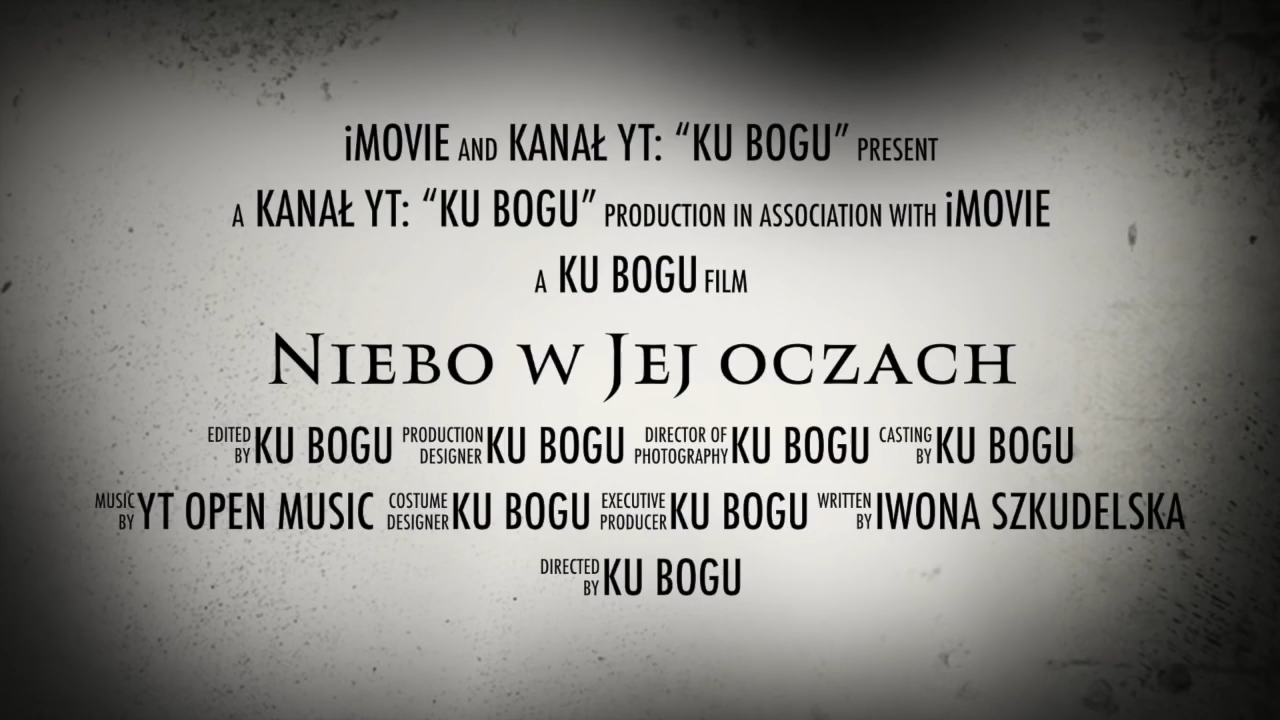 iMOVIE AND KANAŁ YT: “KU BOGU” PRESENT
A KANAŁ YT: “KU BOGU” PRODUCTION IN ASSOCIATION WITH iMOVIE
A KU BOGU FILM
NIEBO W JEJ OCZACH
EDITED BY KU BOGU PRODUCTION DESIGNER KU BOGU DIRECTOR OF PHOTOGRAPHY KU BOGU CASTING BY KU BOGU
MUSIC BY YT OPEN MUSIC COSTUME DESIGNER KU BOGU EXECUTIVE PRODUCER KU BOGU WRITTEN BY IWONA SZKUDELSKA
DIRECTED BY KU BOGU